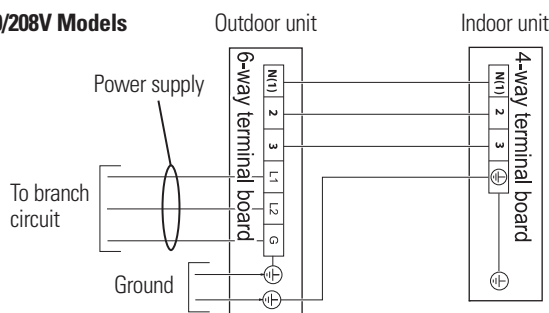 0/208V Models
Outdoor unit
Indoor unit
Power supply
To branch
circuit
Ground
6-way terminal board
N(1)
2
3
L1
L2
G
4-way terminal board
N(1)
2
3